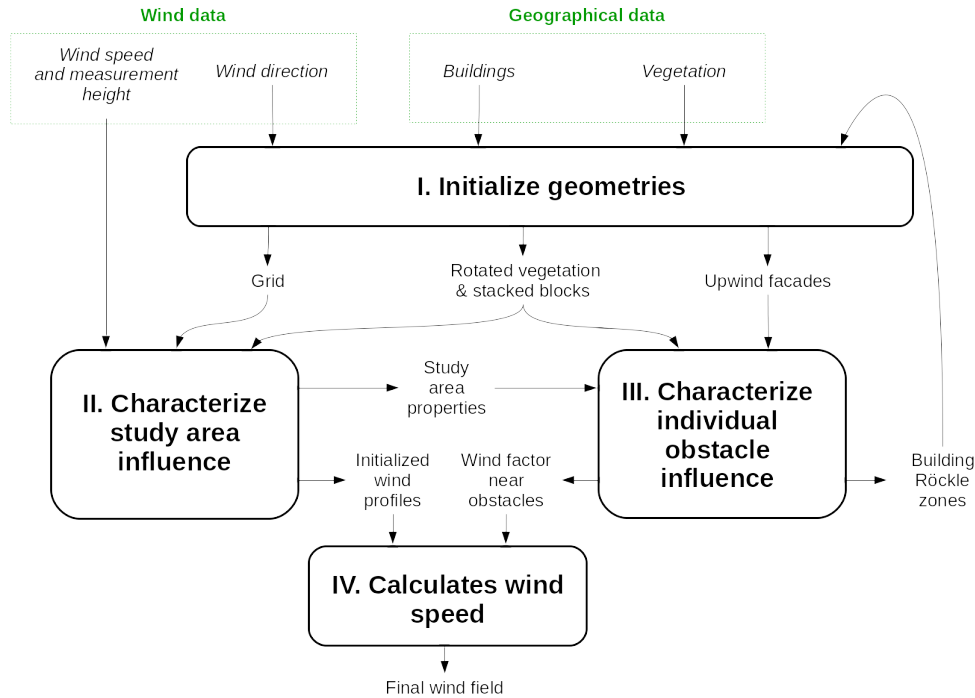 Wind data
Geographical data
Wind speed
and measurement
height
Wind direction
Buildings
Vegetation
I. Initialize geometries
Grid
Rotated vegetation
& stacked blocks
Upwind facades
II. Characterize
study area
influence
Study
area
properties
III. Characterize
individual
obstacle
influence
Initialized
wind
profiles
Wind factor
near
obstacles
Building
Röckle
zones
IV. Calculates wind
speed
Final wind field